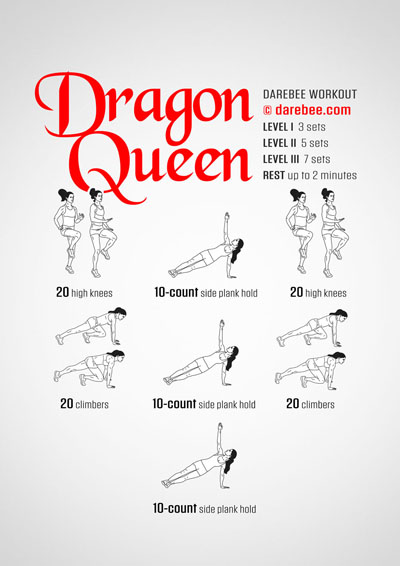 Dragon
Queen
DAREBEE WORKOUT
© darebee.com
LEVEL I 3 sets
LEVEL II 5 sets
LEVEL III 7 sets
REST up to 2 minutes
20 high knees
10-count side plank hold
20 high knees
20 climbers
10-count side plank hold
20 climbers
10-count side plank hold